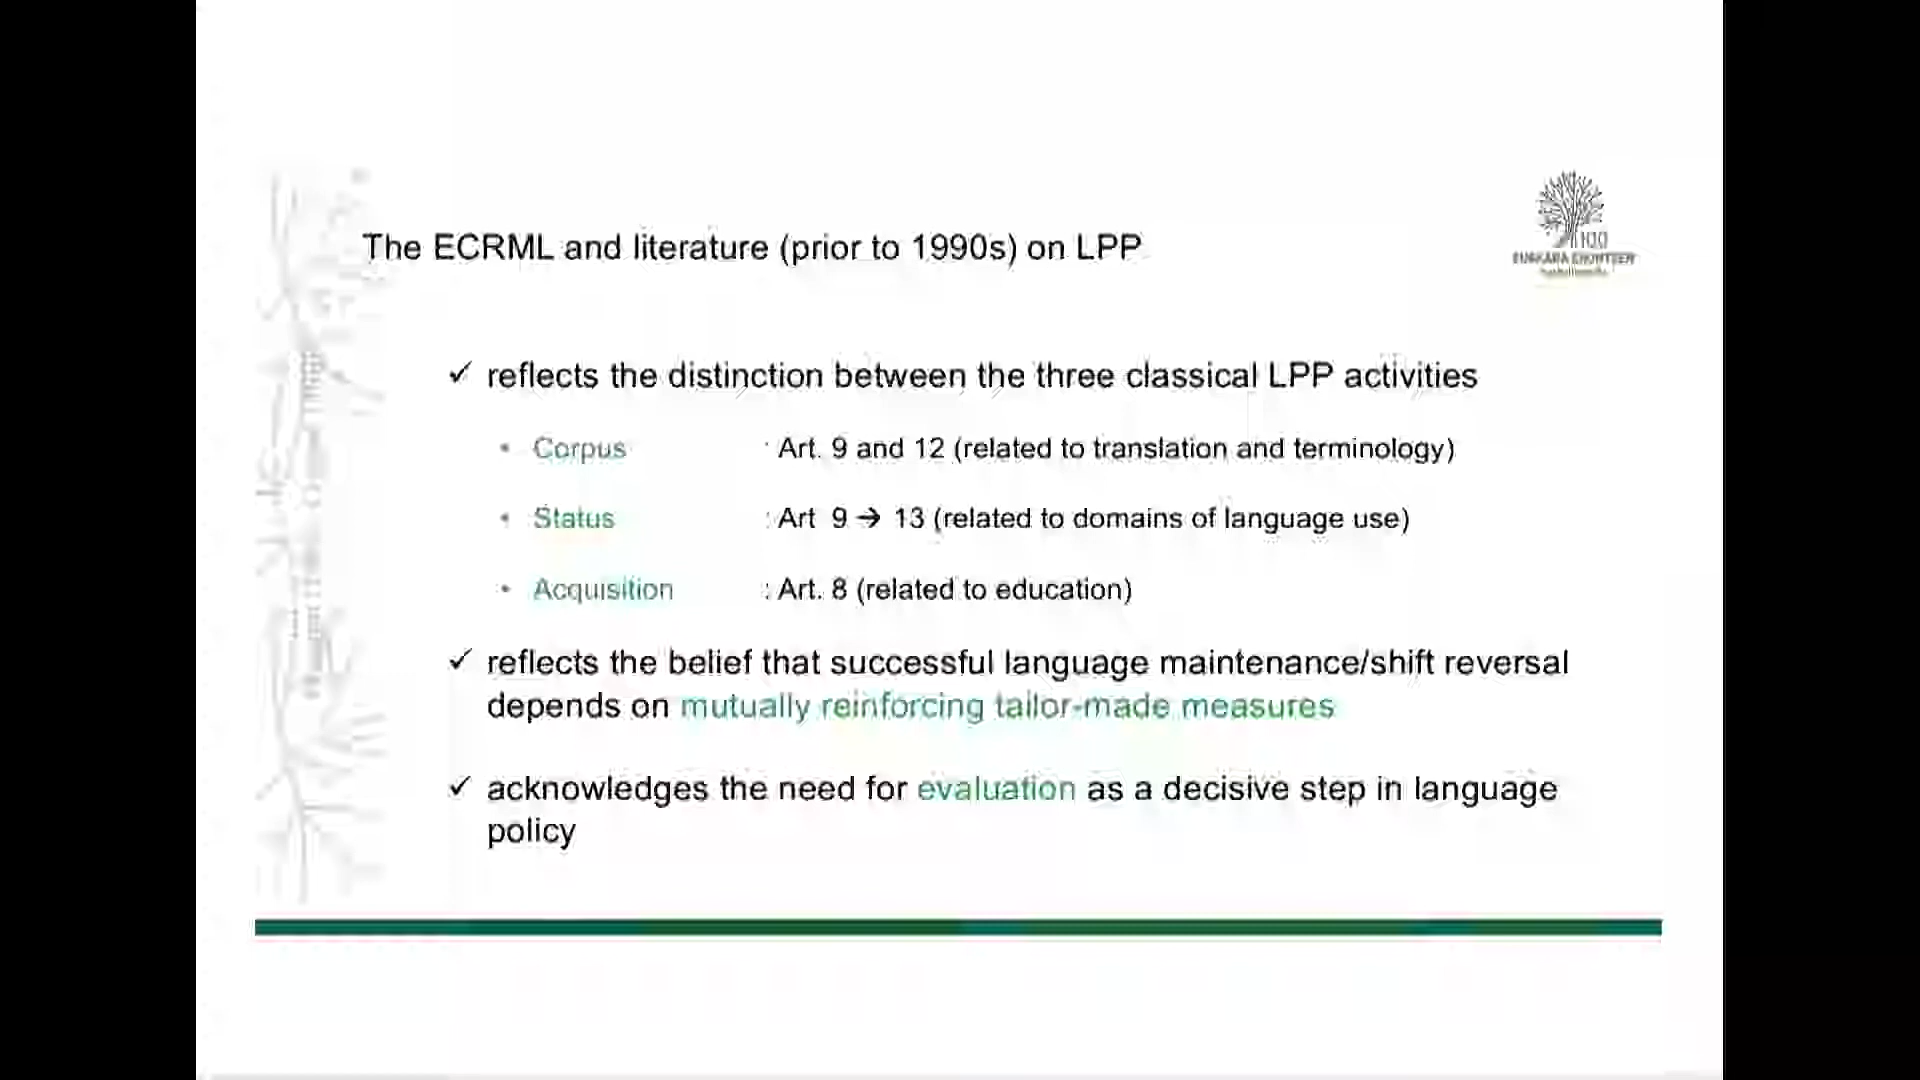 The ECRML and literature (prior to 1990s) on LPP
100
✓ reflects the distinction between the three classical LPP activities
• Corpus : Art. 9 and 12 (related to translation and terminology)
• Status : Art 9 → 13 (related to domains of language use)
• Acquisition : Art. 8 (related to education)
✓ reflects the belief that successful language maintenance/shift reversal
depends on mutually reinforcing tailor-made measures
✓ acknowledges the need for evaluation as a decisive step in language
policy